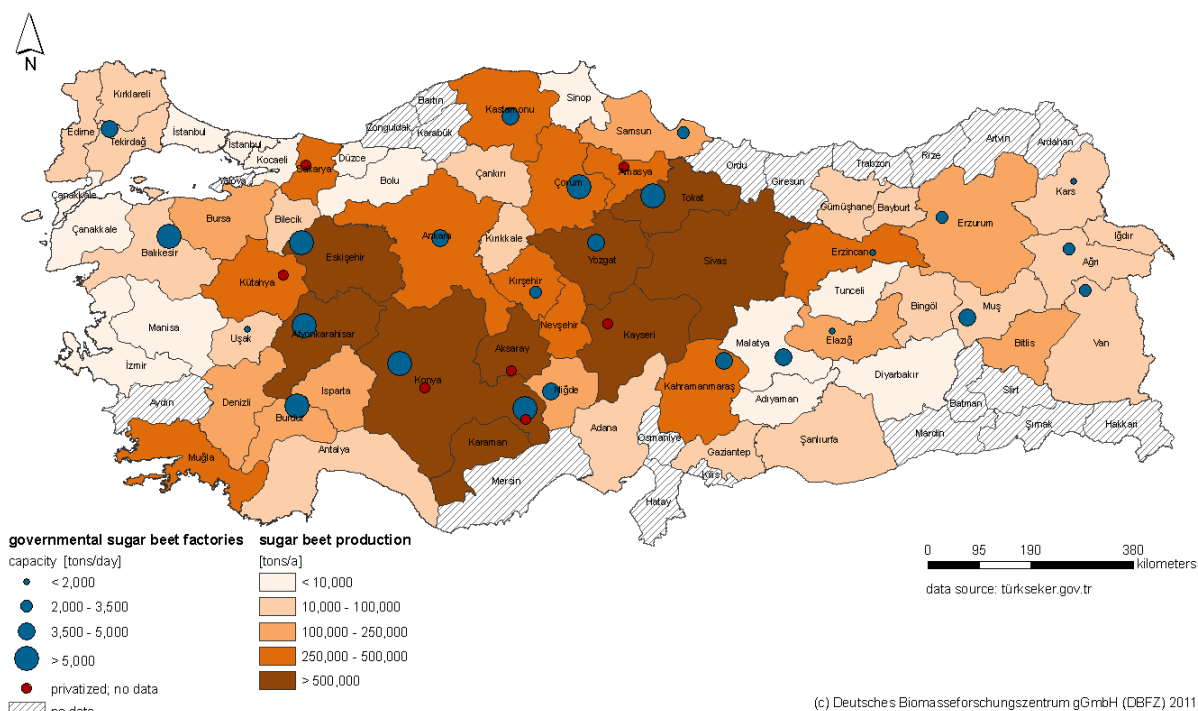 N
Kırklareli
Edirne
Tekirdağ
İstanbul
İstanbul
Kocaeli
Yalova
Sakarya
Düzce
Bolu
Zonguldak
Bartın
Karabük
Kastamonu
Sinop
Samsun
Çankırı
Çorum
Amasya
Tokat
Ordu
Giresun
Trabzon
Rize
Artvin
Ardahan
Kars
Gümüşhane
Bayburt
Erzurum
Iğdır
Ağrı
Çanakkale
Çanakkale
Balıkesir
Bursa
Bilecik
Eskişehir
Ankara
Kırıkkale
Yozgat
Sivas
Erzincan
Tunceli
Bingöl
Muş
Van
Bitlis
Kütahya
Manisa
Uşak
Afyonkarahisar
Kırşehir
Nevşehir
Kayseri
Malatya
Elazığ
Diyarbakır
İzmir
Aydın
Denizli
Isparta
Burdur
Konya
Aksaray
Niğde
Kahramanmaraş
Adıyaman
Batman
Siirt
Şırnak
Hakkari
Mardin
Şanlıurfa
Gaziantep
Kilis
Osmaniye
Hatay
Adana
Mersin
Karaman
Antalya
Muğla
governmental sugar beet factories
capacity [tons/day]
< 2,000
2,000 - 3,500
3,500 - 5,000
> 5,000
privatized; no data
no data
sugar beet production
[tons/a]
< 10,000
10,000 - 100,000
100,000 - 250,000
250,000 - 500,000
> 500,000
0 95 190 380
kilometers
data source: türkseker.gov.tr
(c) Deutsches Biomasseforschungszentrum gGmbH (DBFZ) 2011